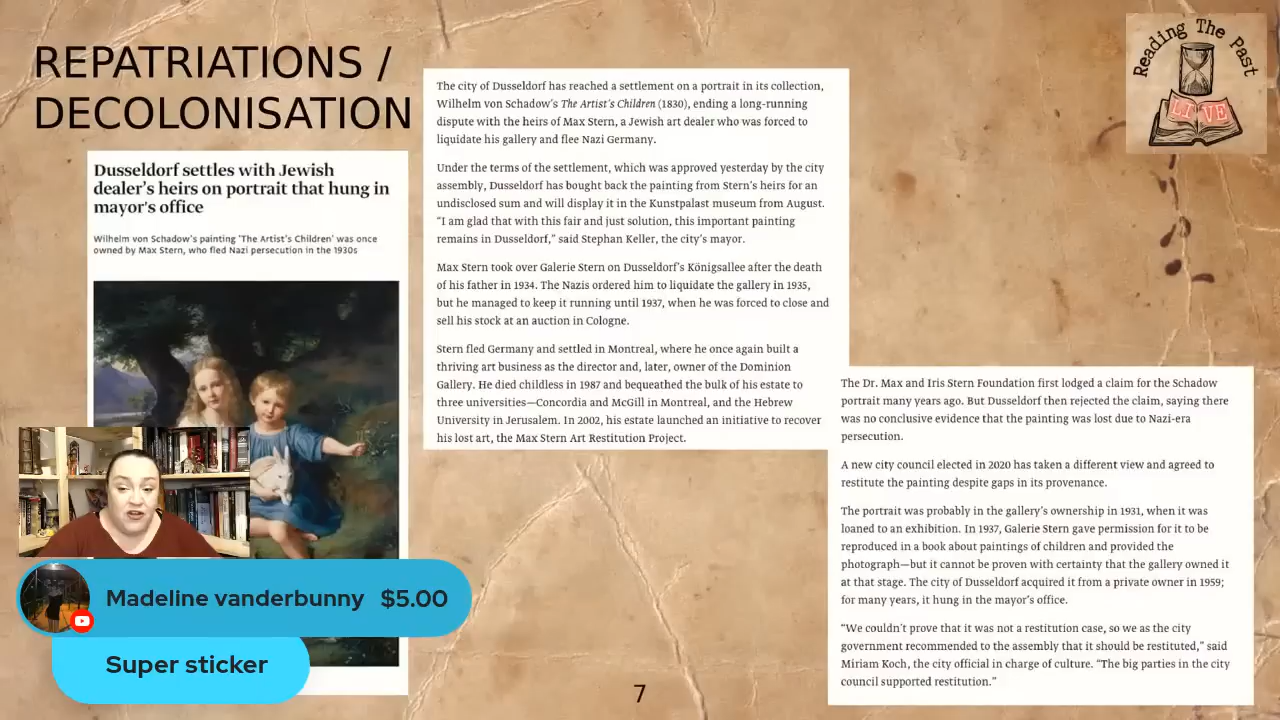 REPATRIATIONS /
DECOLONISATION
Dusseldorf settles with Jewish
dealer's heirs on portrait that hung in
mayor's office
Wilhelm von Schadow's painting 'The Artist's Children' was once
owned by Max Stern, who fled Nazi persecution in the 1930s
The city of Dusseldorf has reached a settlement on a portrait in its collection,
Wilhelm von Schadow's The Artist's Children (1830), ending a long-running
dispute with the heirs of Max Stern, a Jewish art dealer who was forced to
liquidate his gallery and flee Nazi Germany.
Under the terms of the settlement, which was approved yesterday by the city
assembly, Dusseldorf has bought back the painting from Stern's heirs for an
undisclosed sum and will display it in the Kunstpalast museum from August.
“I am glad that with this fair and just solution, this important painting
remains in Dusseldorf,” said Stephan Keller, the city's mayor.
Max Stern took over Galerie Stern on Dusseldorf's Königsallee after the death
of his father in 1934. The Nazis ordered him to liquidate the gallery in 1935,
but he managed to keep it running until 1937, when he was forced to close and
sell his stock at an auction in Cologne.
Stern fled Germany and settled in Montreal, where he once again built a
thriving art business as the director and, later, owner of the Dominion
Gallery. He died childless in 1987 and bequeathed the bulk of his estate to
three universities—Concordia and McGill in Montreal, and the Hebrew
University in Jerusalem. In 2002, his estate launched an initiative to recover
his lost art, the Max Stern Art Restitution Project.
The Dr. Max and Iris Stern Foundation first lodged a claim for the Schadow
portrait many years ago. But Dusseldorf then rejected the claim, saying there
was no conclusive evidence that the painting was lost due to Nazi-era
persecution.
A new city council elected in 2020 has taken a different view and agreed to
restitute the painting despite gaps in its provenance.
The portrait was probably in the gallery's ownership in 1931, when it was
loaned to an exhibition. In 1937, Galerie Stern gave permission for it to be
reproduced in a book about paintings of children and provided the
photograph—but it cannot be proven with certainty that the gallery owned it
at that stage. The city of Dusseldorf acquired it from a private owner in 1959;
for many years, it hung in the mayor's office.
“We couldn't prove that it was not a restitution case, so we as the city
government recommended to the assembly that it should be restituted,” said
Miriam Koch, the city official in charge of culture. “The big parties in the city
council supported restitution.”
Reading The Past
LIVE
Madeline vanderbunny $5.00
Super sticker
7